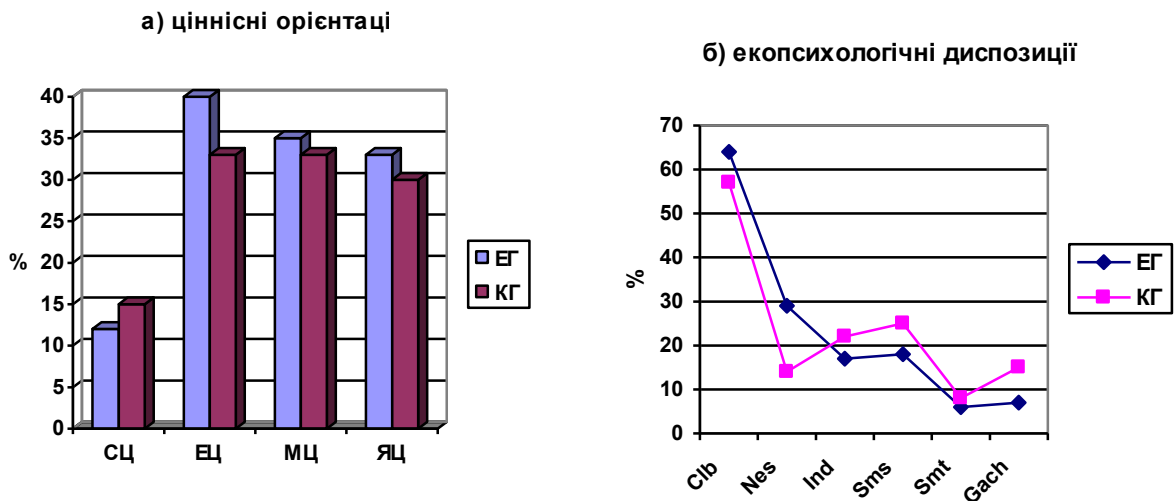 а) ціннісні орієнтаці
40
35
30
25
20
15
10
5
0
%
СЦ ЕЦ МЦ ЯЦ
ЕГ
КГ
б) екопсихологічні диспозиції
70
60
50
40
30
20
10
0
%
Clb Nes Ind Sms Smt Gach
ЕГ
КГ